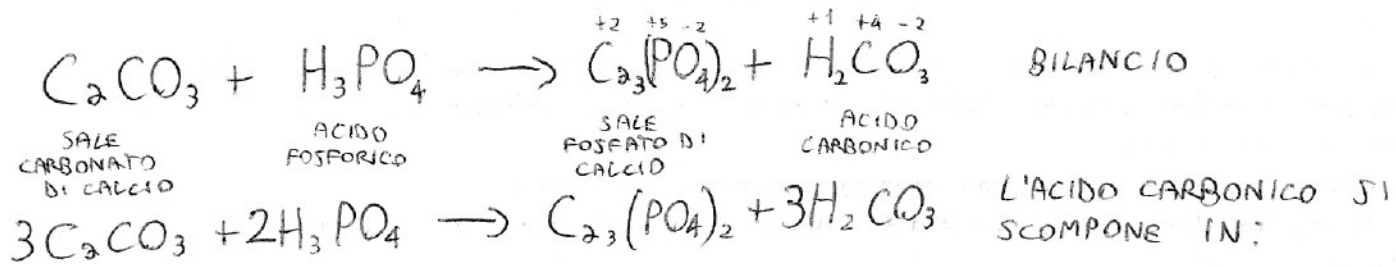 +2 +5 -2 +1 +4 -2
CaCO₃ + H₃PO₄ → Ca₃(PO₄)₂ + H₂CO₃ BILANCIO
SALE CARBONATO DI CALCIO ACIDO FOSFORICO SALE FOSFATO DI CALCIO ACIDO CARBONICO
3CaCO₃ + 2H₃PO₄ → Ca₃(PO₄)₂ + 3H₂CO₃ L'ACIDO CARBONICO SI SCOMPONE IN: